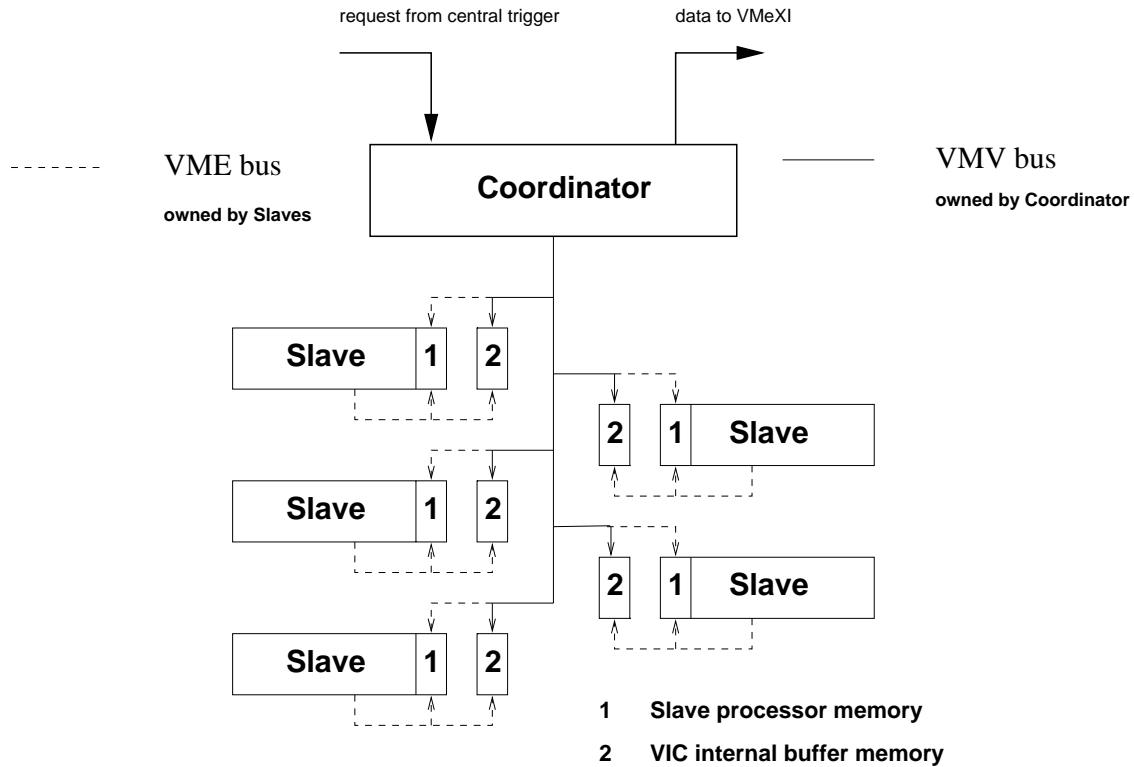 request from central trigger
data to VMeXI
VME bus
owned by Slaves
Coordinator
VMV bus
owned by Coordinator
Slave 1 2
2 1 Slave
Slave 1 2
2 1 Slave
Slave 1 2
1 Slave processor memory
2 VIC internal buffer memory